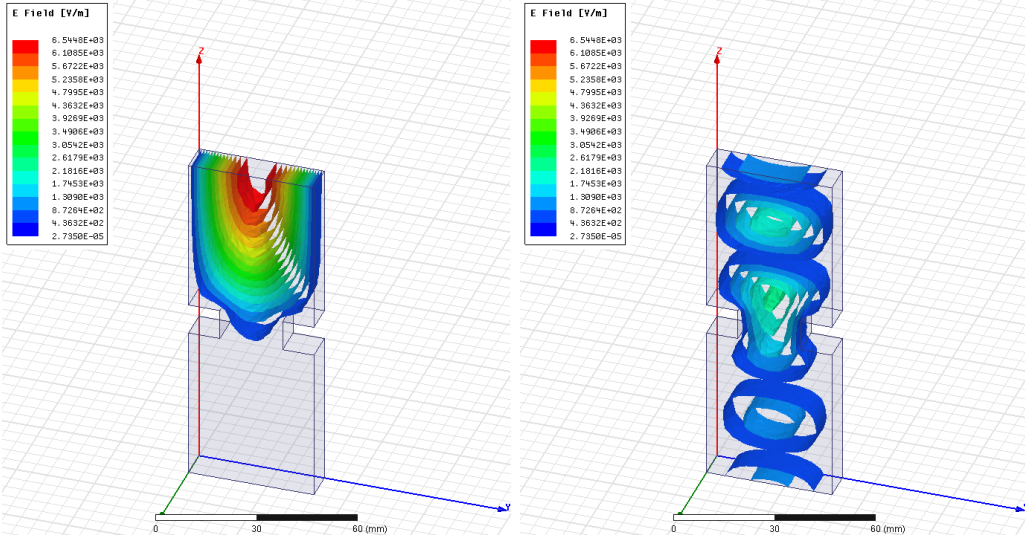 E Field [V/m]
6.5448E+03
6.1085E+03
5.6722E+03
5.2358E+03
4.7995E+03
4.3632E+03
3.9269E+03
3.4906E+03
3.0542E+03
2.6179E+03
2.1816E+03
1.7453E+03
1.3090E+03
8.7264E+02
4.3632E+02
2.7350E-05
Z
Y
0
30
60 (mm)
E Field [V/m]
6.5448E+03
6.1085E+03
5.6722E+03
5.2358E+03
4.7995E+03
4.3632E+03
3.9269E+03
3.4906E+03
3.0542E+03
2.6179E+03
2.1816E+03
1.7453E+03
1.3090E+03
8.7264E+02
4.3632E+02
2.7350E-05
Z
0
30
60 (mm)